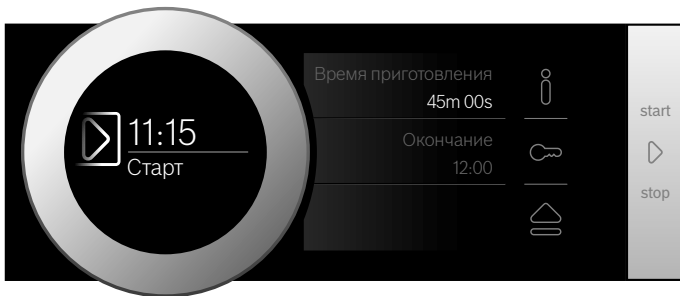 11:15
Старт
Время приготовления
45m 00s
Окончание
12:00
start
stop